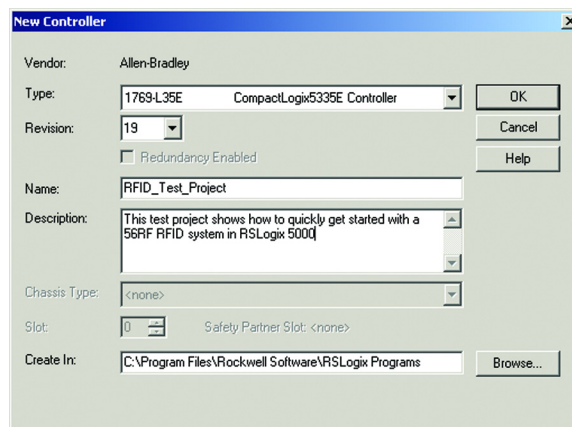 New Controller
Vendor: Allen-Bradley
Type: 1769-L35E CompactLogix5335E Controller
OK
Revision: 19
Cancel
Redundancy Enabled
Help
Name: RFID_Test_Project
Description: This test project shows how to quickly get started with a
56RF RFID system in RSLogix 5000
Chassis Type: <none>
Slot: 0 Safety Partner Slot: <none>
Create In: C:\Program Files\Rockwell Software\RSLogix Programs
Browse...